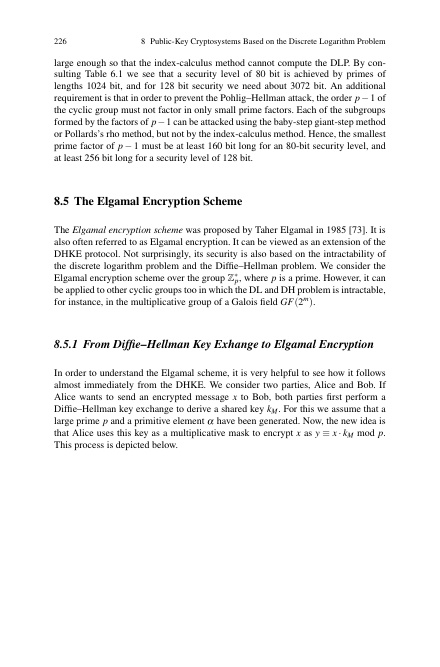 226 8 Public-Key Cryptosystems Based on the Discrete Logarithm Problem
large enough so that the index-calculus method cannot compute the DLP. By con-
sulting Table 6.1 we see that a security level of 80 bit is achieved by primes of
lengths 1024 bit, and for 128 bit security we need about 3072 bit. An additional
requirement is that in order to prevent the Pohlig–Hellman attack, the order p − 1 of
the cyclic group must not factor in only small prime factors. Each of the subgroups
formed by the factors of p − 1 can be attacked using the baby-step giant-step method
or Pollards's rho method, but not by the index-calculus method. Hence, the smallest
prime factor of p − 1 must be at least 160 bit long for an 80-bit security level, and
at least 256 bit long for a security level of 128 bit.
8.5 The Elgamal Encryption Scheme
The Elgamal encryption scheme was proposed by Taher Elgamal in 1985 [73]. It is
also often referred to as Elgamal encryption. It can be viewed as an extension of the
DHKE protocol. Not surprisingly, its security is also based on the intractability of
the discrete logarithm problem and the Diffie–Hellman problem. We consider the
Elgamal encryption scheme over the group ℤ*ₚ, where p is a prime. However, it can
be applied to other cyclic groups too in which the DL and DH problem is intractable,
for instance, in the multiplicative group of a Galois field GF(2ᵐ).
8.5.1 From Diffie–Hellman Key Exhange to Elgamal Encryption
In order to understand the Elgamal scheme, it is very helpful to see how it follows
almost immediately from the DHKE. We consider two parties, Alice and Bob. If
Alice wants to send an encrypted message x to Bob, both parties first perform a
Diffie–Hellman key exchange to derive a shared key k_M. For this we assume that a
large prime p and a primitive element α have been generated. Now, the new idea is
that Alice uses this key as a multiplicative mask to encrypt x as y ≡ x · k_M mod p.
This process is depicted below.